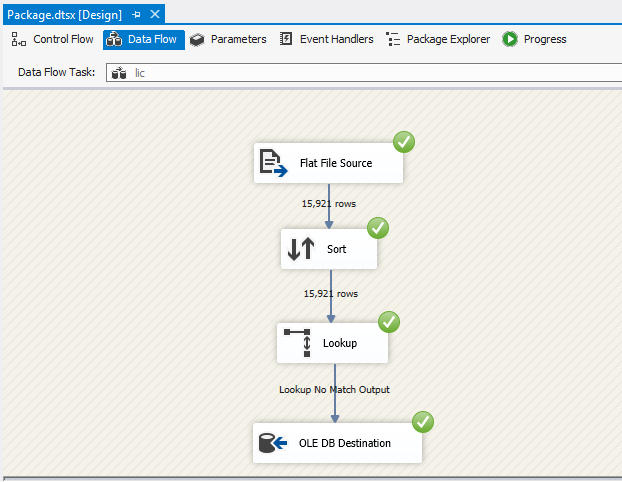 Package.dtsx [Design]
Control Flow Data Flow Parameters Event Handlers Package Explorer Progress
Data Flow Task: lic
Flat File Source
15,921 rows
Sort
15,921 rows
Lookup
Lookup No Match Output
OLE DB Destination